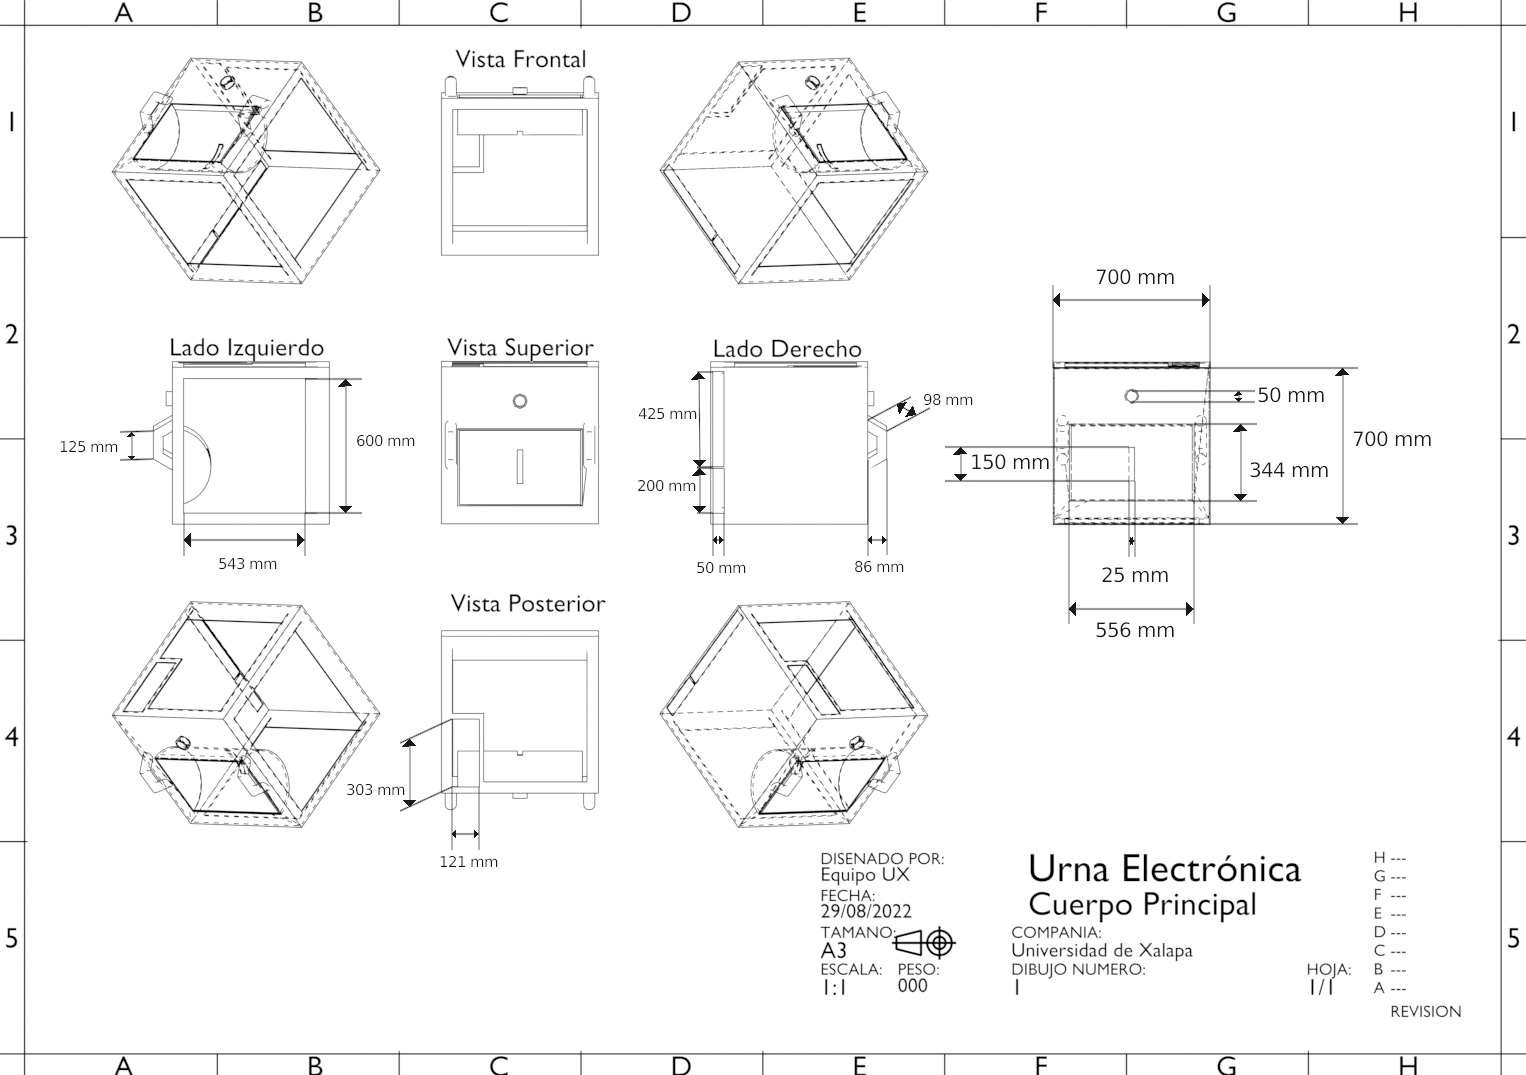 A B C D E F G H
1 1
Vista Frontal
2 2
700 mm
Lado Izquierdo
Vista Superior
Lado Derecho
50 mm
98 mm
425 mm
125 mm
600 mm
700 mm
150 mm
344 mm
200 mm
3 3
543 mm
50 mm
86 mm
25 mm
556 mm
Vista Posterior
4 4
303 mm
121 mm
DISENADO POR:
Equipo UX
FECHA:
29/08/2022
TAMANO:
A3
ESCALA: PESO:
1:1 000
Urna Electrónica
Cuerpo Principal
COMPANIA:
Universidad de Xalapa
DIBUJO NUMERO:
1
HOJA:
1/1
H ---
G ---
F ---
E ---
D ---
C ---
B ---
A ---
REVISION
5 5
A B C D E F G H